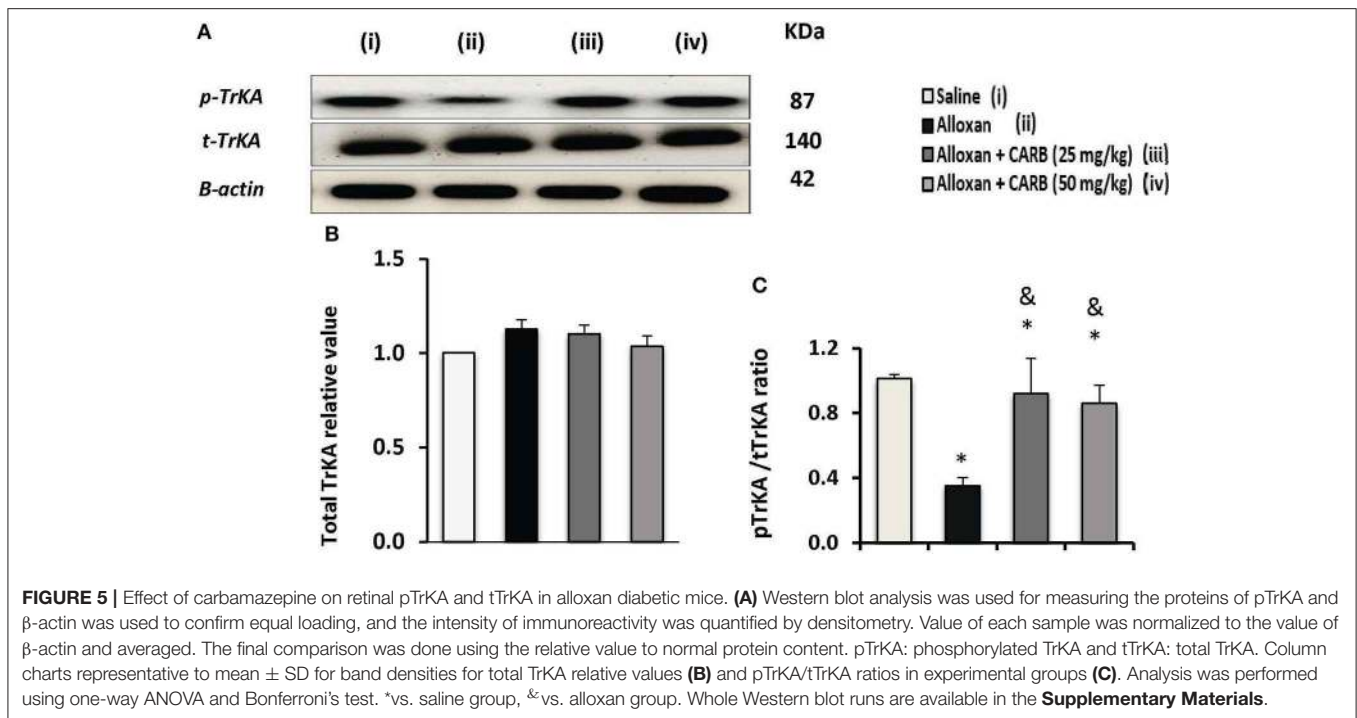 A
(i) (ii) (iii) (iv) KDa
p-TrKA 87
t-TrKA 140
B-actin 42
Saline (i)
Alloxan (ii)
Alloxan + CARB (25 mg/kg) (iii)
Alloxan + CARB (50 mg/kg) (iv)
B
Total TrKA relative value
1.5
1.0
0.5
0.0
C
pTrKA /tTrKA ratio
1.2
0.8
0.4
0.0
& &
* * *
FIGURE 5 | Effect of carbamazepine on retinal pTrKA and tTrKA in alloxan diabetic mice. (A) Western blot analysis was used for measuring the proteins of pTrKA and
β-actin was used to confirm equal loading, and the intensity of immunoreactivity was quantified by densitometry. Value of each sample was normalized to the value of
β-actin and averaged. The final comparison was done using the relative value to normal protein content. pTrKA: phosphorylated TrKA and tTrKA: total TrKA. Column
charts representative to mean ± SD for band densities for total TrKA relative values (B) and pTrKA/tTrKA ratios in experimental groups (C). Analysis was performed
using one-way ANOVA and Bonferroni's test. *vs. saline group, &vs. alloxan group. Whole Western blot runs are available in the Supplementary Materials.